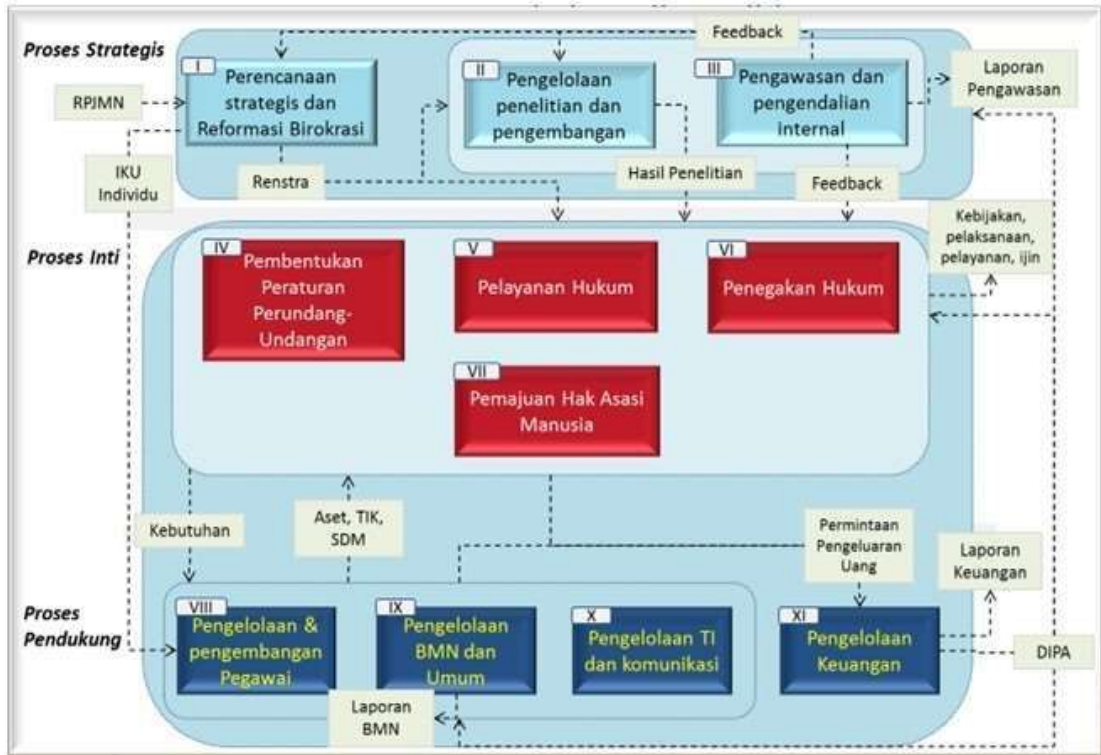 Proses Strategis
Feedback
I
Perencanaan
strategis dan
Reformasi Birokrasi
II
Pengelolaan
penelitian dan
pengembangan
III
Pengawasan dan
pengendalian
internal
Laporan
Pengawasan
RPJMN
IKU
Individu
Renstra
Hasil Penelitian
Feedback
Kebijakan,
pelaksanaan,
pelayanan, ijin
Proses Inti
IV
Pembentukan
Peraturan
Perundang-
Undangan
V
Pelayanan Hukum
VI
Penegakan Hukum
VII
Pemajuan Hak Asasi
Manusia
Kebutuhan
Aset, TIK,
SDM
Permintaan
Pengeluaran
Uang
Laporan
Keuangan
Proses
Pendukung
VIII
Pengelolaan &
pengembangan
Pegawai
IX
Pengelolaan
BMN dan
Umum
X
Pengelolaan TI
dan komunikasi
XI
Pengelolaan
Keuangan
DIPA
Laporan
BMN